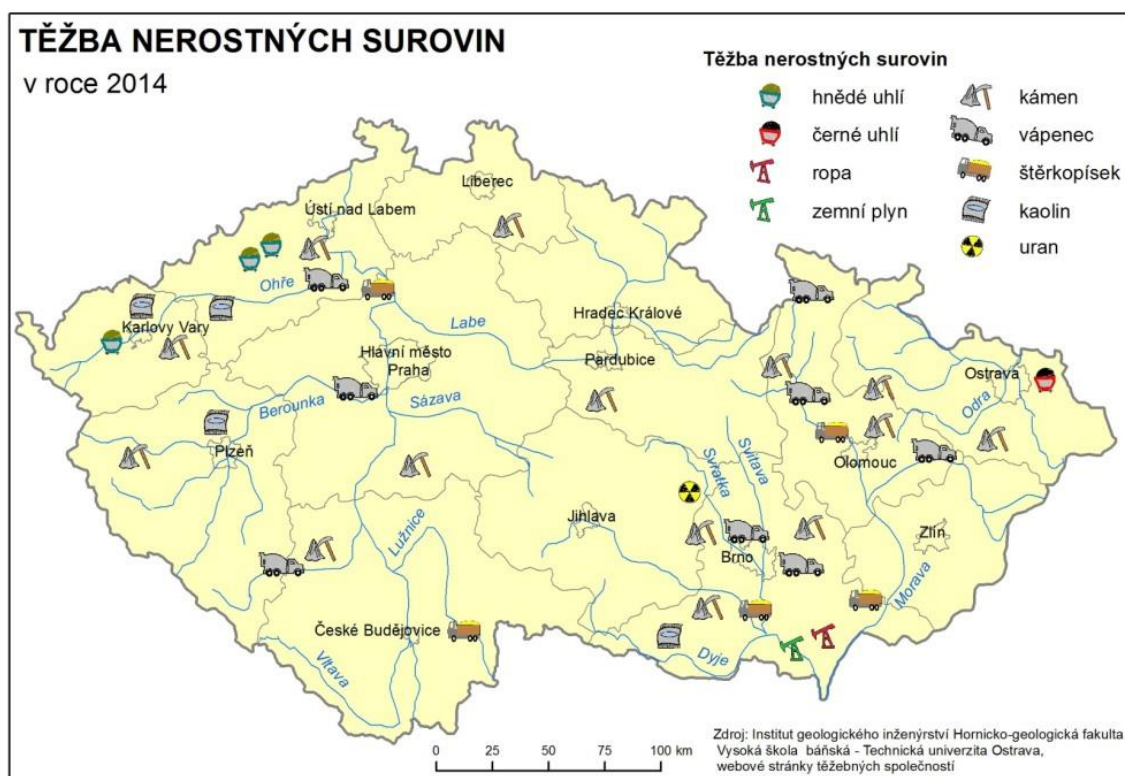 TĚŽBA NEROSTNÝCH SUROVIN
v roce 2014
Těžba nerostných surovin
hnědé uhlí
černé uhlí
ropa
zemní plyn
kámen
vápenec
štěrkopísek
kaolin
uran
Liberec
Ústí nad Labem
Ohře
Karlovy Vary
Labe
Hradec Králové
Hlavní město
Praha
Pardubice
Berounka
Sázava
Ostrava
Odra
Plzeň
Olomouc
Svratka
Svitava
Jihlava
Lužnice
Brno
Zlín
Morava
České Budějovice
Vltava
Dyje
0 25 50 75 100 km
Zdroj: Institut geologického inženýrství Hornicko-geologická fakulta
Vysoká škola báňská - Technická univerzita Ostrava,
webové stránky těžebných společností